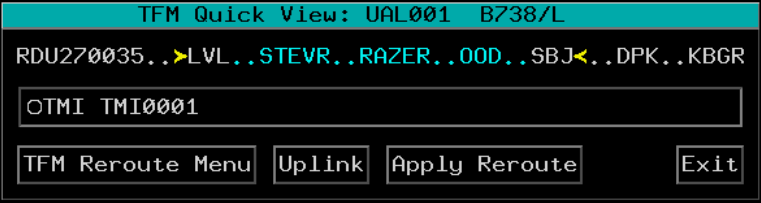 TFM Quick View: UAL001 B738/L
RDU270035..>LVL..STEVR..RAZER..OOD..SBJ<..DPK..KBGR
OTMI TMI0001
TFM Reroute Menu Uplink Apply Reroute Exit